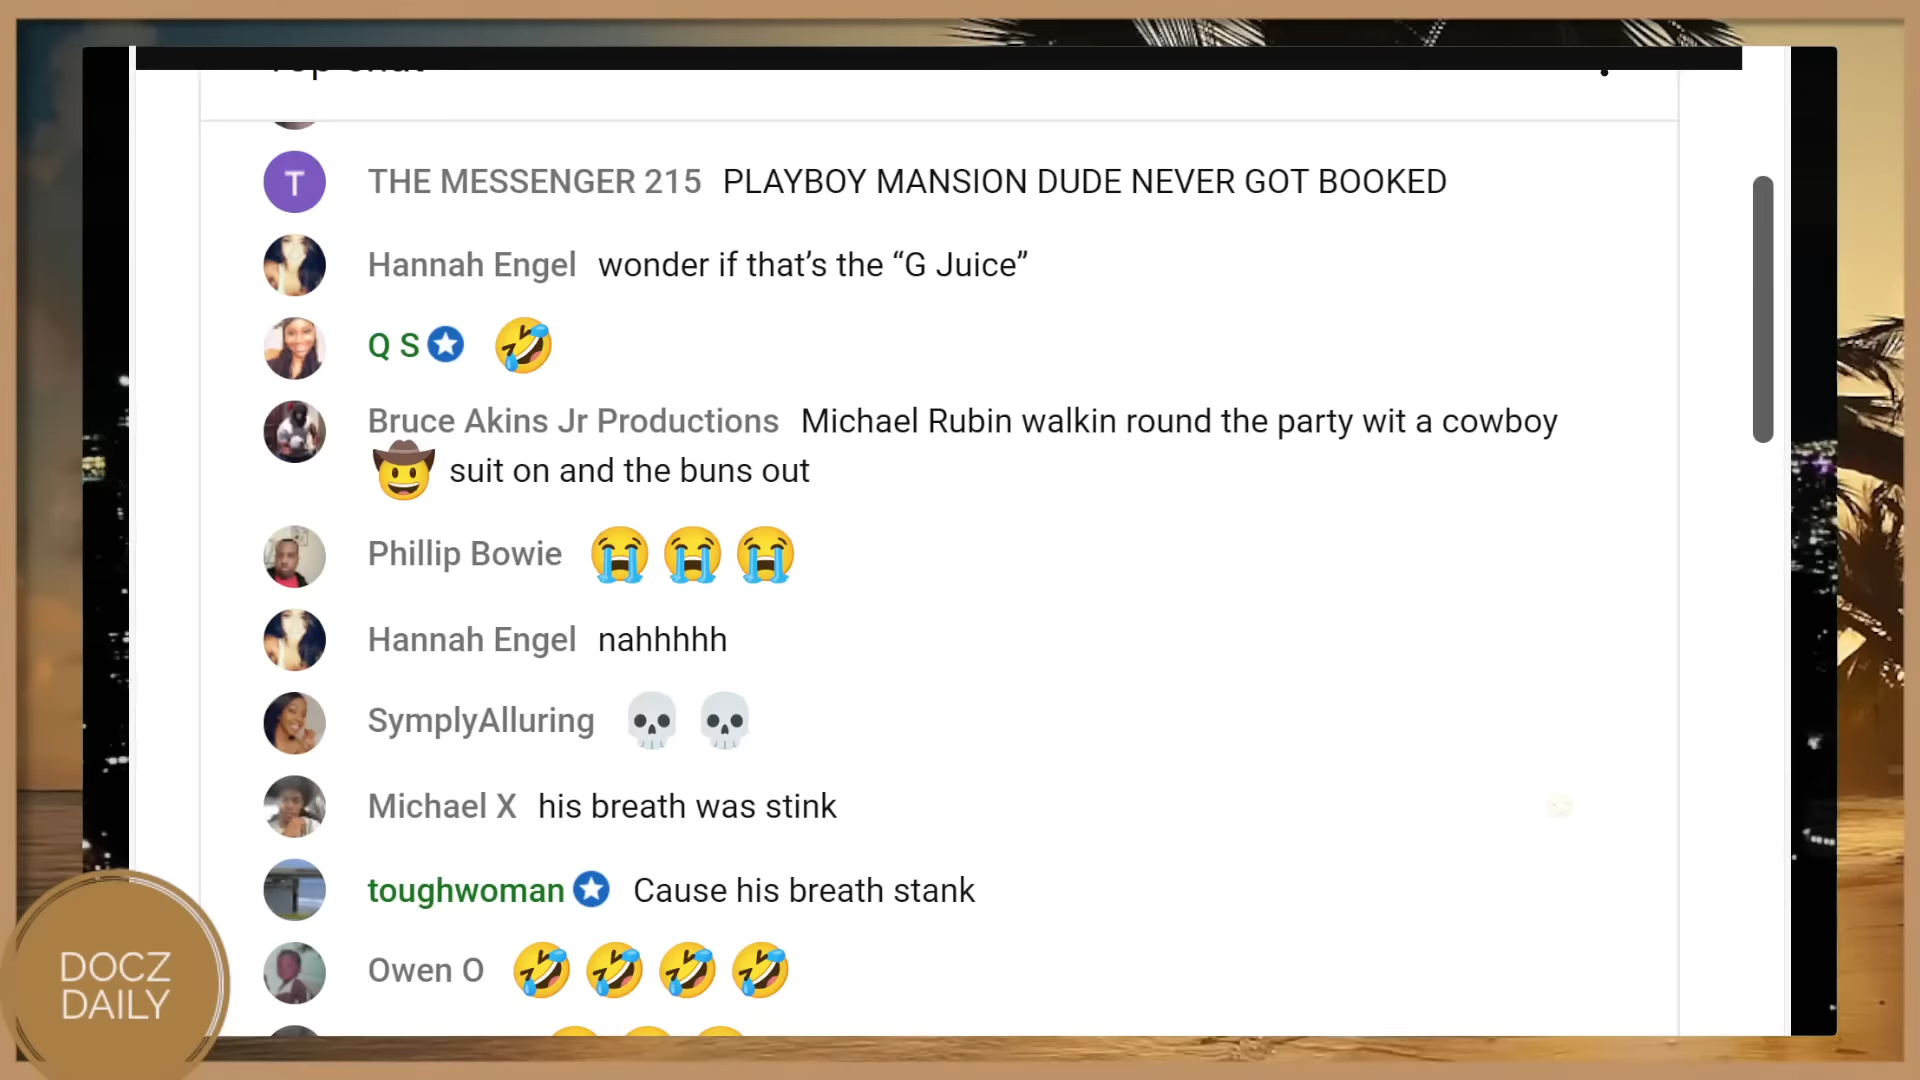 Top chat
THE MESSENGER 215 PLAYBOY MANSION DUDE NEVER GOT BOOKED
T
Hannah Engel wonder if that's the “G Juice”
Q S 🤣
Bruce Akins Jr Productions Michael Rubin walkin round the party wit a cowboy
🤠 suit on and the buns out
Phillip Bowie 😭😭😭
Hannah Engel nahhhhh
SymplyAlluring 💀💀
Michael X his breath was stink
toughwoman Cause his breath stank
Owen O 🤣🤣🤣🤣
DOCZ
DAILY